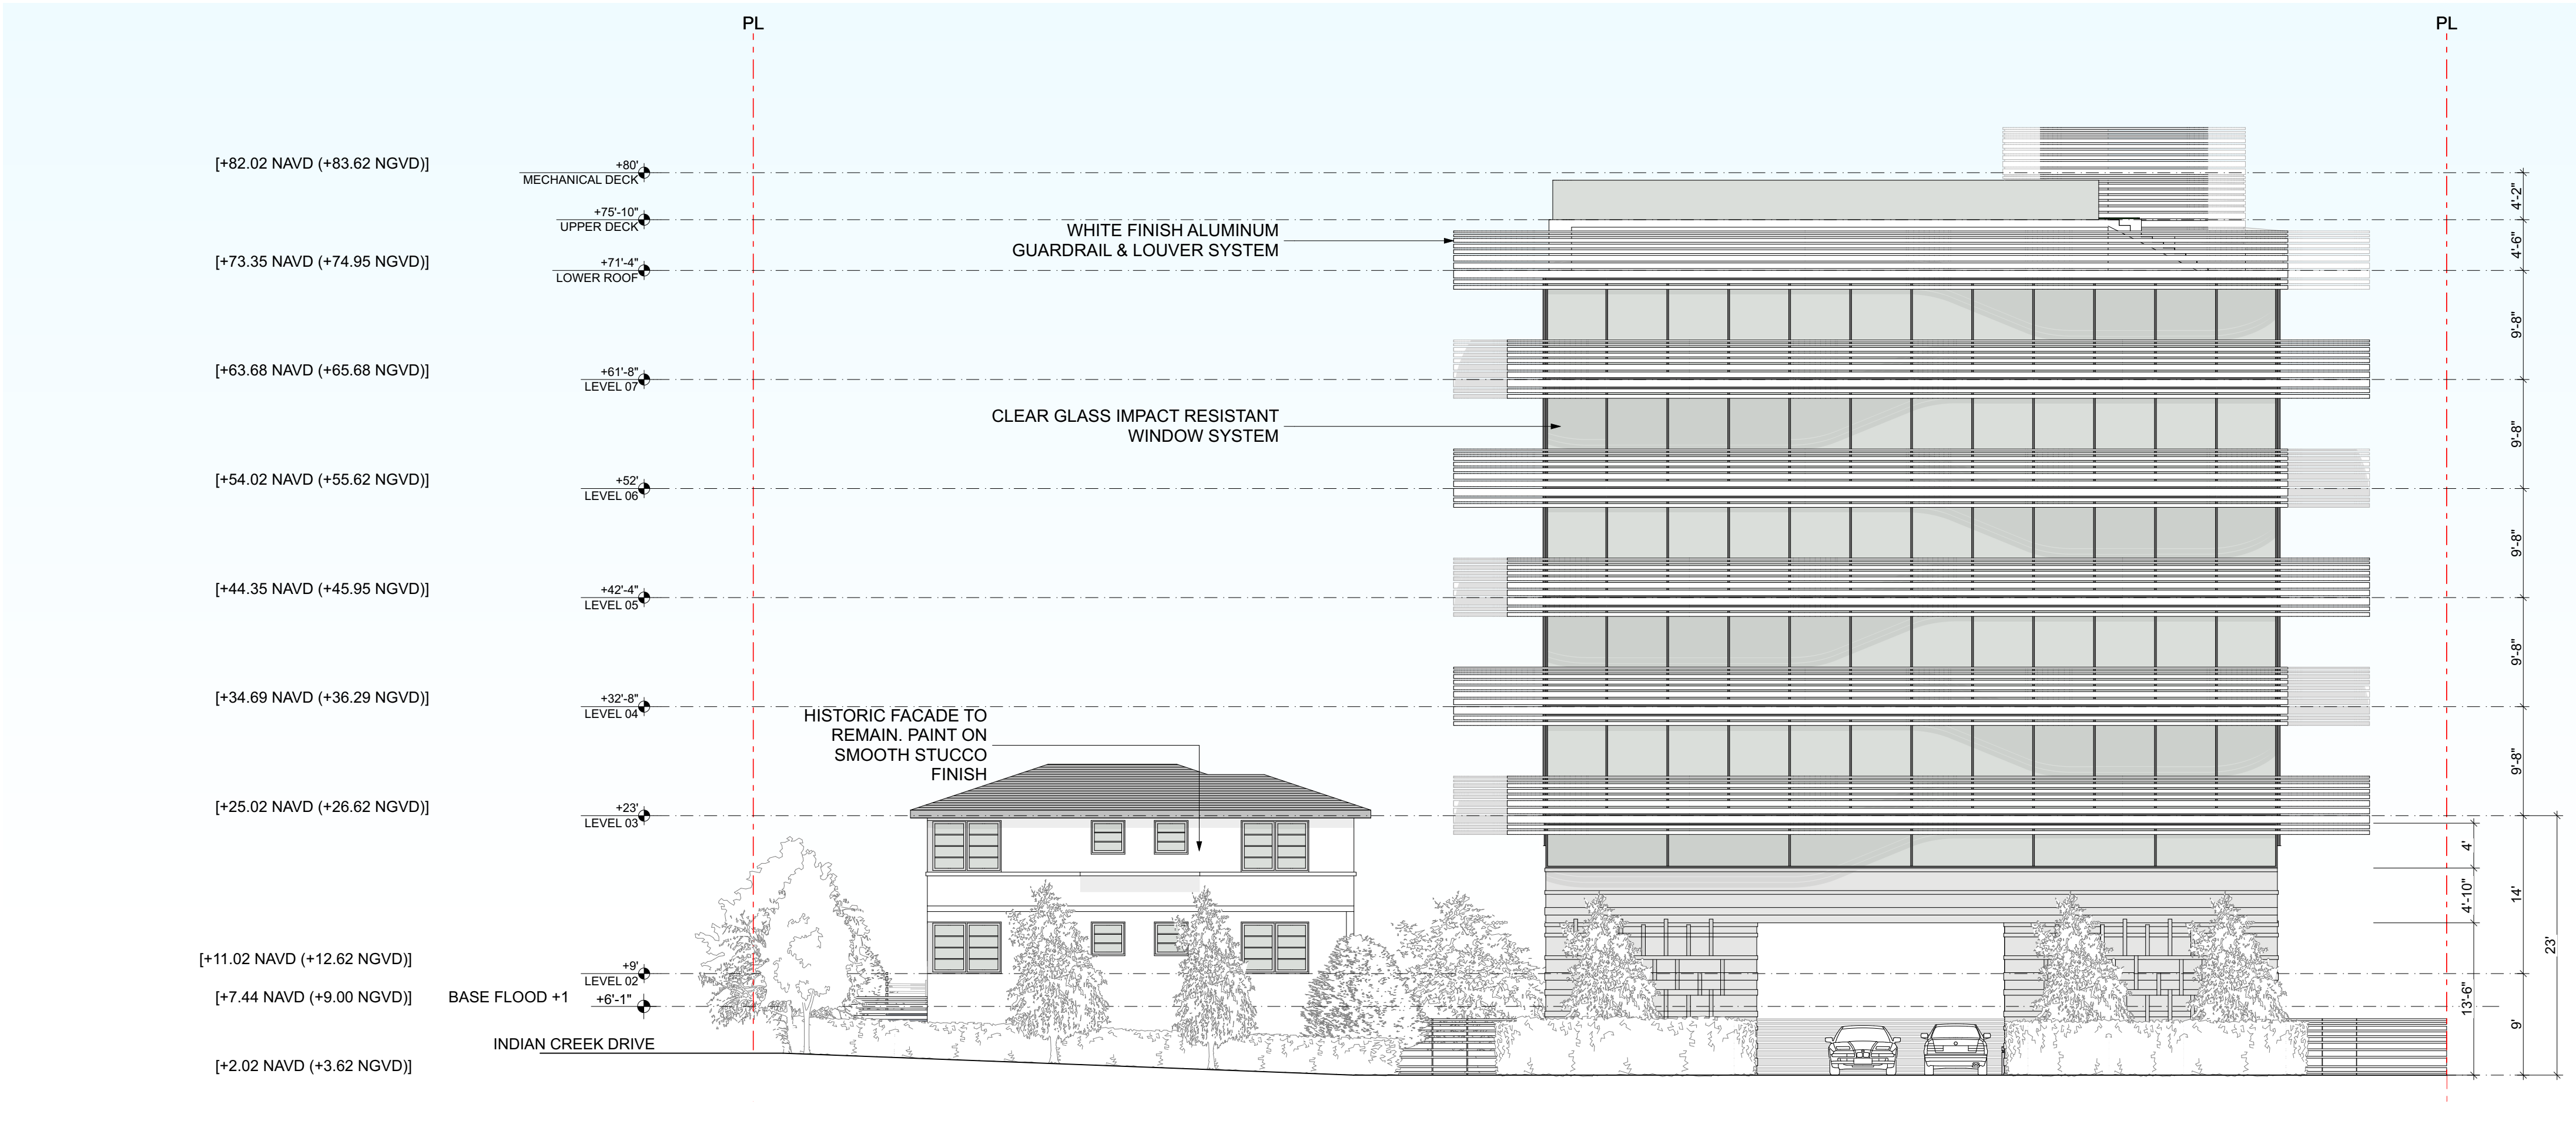 PL
PL
[+82.02 NAVD (+83.62 NGVD)]
+80'
MECHANICAL DECK
+75'-10"
UPPER DECK
[+73.35 NAVD (+74.95 NGVD)]
+71'-4"
LOWER ROOF
WHITE FINISH ALUMINUM
GUARDRAIL & LOUVER SYSTEM
[+63.68 NAVD (+65.68 NGVD)]
+61'-8"
LEVEL 07
CLEAR GLASS IMPACT RESISTANT
WINDOW SYSTEM
[+54.02 NAVD (+55.62 NGVD)]
+52'
LEVEL 06
[+44.35 NAVD (+45.95 NGVD)]
+42'-4"
LEVEL 05
[+34.69 NAVD (+36.29 NGVD)]
+32'-8"
LEVEL 04
HISTORIC FACADE TO
REMAIN. PAINT ON
SMOOTH STUCCO
FINISH
[+25.02 NAVD (+26.62 NGVD)]
+23'
LEVEL 03
[+11.02 NAVD (+12.62 NGVD)]
+9'
LEVEL 02
[+7.44 NAVD (+9.00 NGVD)]
BASE FLOOD +1
+6'-1"
INDIAN CREEK DRIVE
[+2.02 NAVD (+3.62 NGVD)]
4'-2"
4'-6"
9'-8"
9'-8"
9'-8"
9'-8"
9'-8"
4'
4'-10"
13'-6"
14'
9'
23'